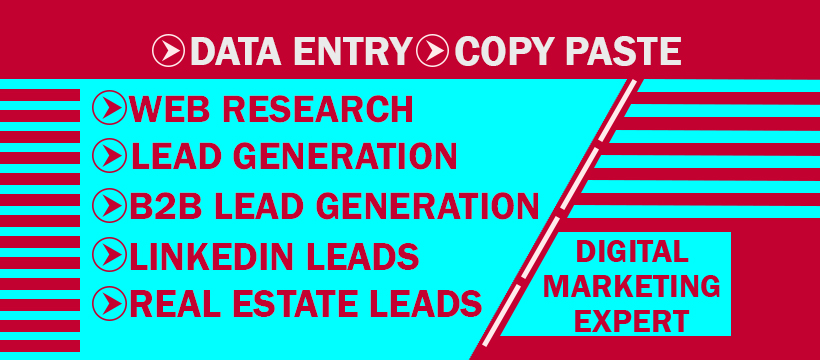 DATA ENTRY COPY PASTE
WEB RESEARCH
LEAD GENERATION
B2B LEAD GENERATION
LINKEDIN LEADS
REAL ESTATE LEADS
DIGITAL
MARKETING
EXPERT